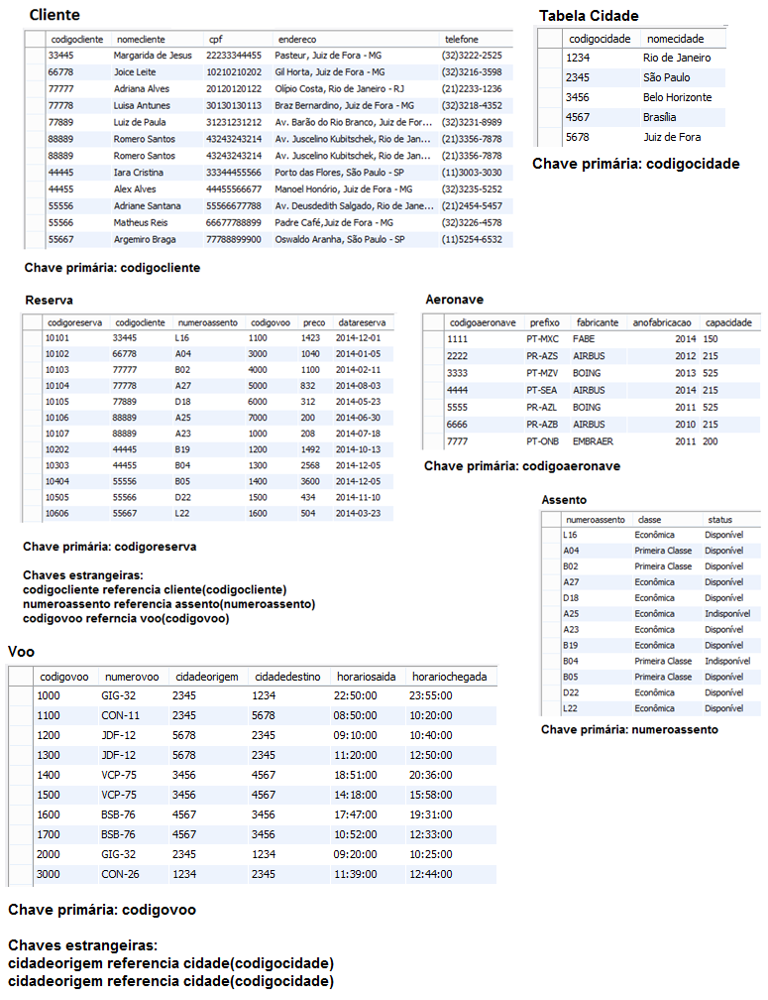 Cliente
codigocliente nomecliente cpf endereco telefone
33445 Margarida de Jesus 22233344455 Pasteur, Juiz de Fora - MG (32)3222-2525
66778 Joice Leite 10210210202 Gil Horta, Juiz de Fora - MG (32)3216-3598
77777 Adriana Alves 20120120122 Olípio Costa, Rio de Janeiro - RJ (21)2233-1236
77778 Luisa Antunes 30130130113 Braz Bernardino, Juiz de Fora - MG (32)3218-4352
77889 Luiz de Paula 31231231212 Av. Barão do Rio Branco, Juiz de For... (32)3231-8989
88889 Romero Santos 43243243214 Av. Juscelino Kubitschek, Rio de Jan... (21)3356-7878
88889 Romero Santos 43243243214 Av. Juscelino Kubitschek, Rio de Jan... (21)3356-7878
44445 Iara Cristina 33344455566 Porto das Flores, São Paulo - SP (11)3003-3030
44455 Alex Alves 44455566677 Manoel Honório, Juiz de Fora - MG (32)3235-5252
55556 Adriane Santana 55566677788 Av. Deusdedith Salgado, Rio de Jane... (21)2454-5457
55566 Matheus Reis 66677788899 Padre Café,Juiz de Fora - MG (32)3226-4578
55667 Argemiro Braga 77788899900 Oswaldo Aranha, São Paulo - SP (11)5254-6532
Chave primária: codigocliente
Tabela Cidade
codigocidade nomecidade
1234 Rio de Janeiro
2345 São Paulo
3456 Belo Horizonte
4567 Brasília
5678 Juiz de Fora
Chave primária: codigocidade
Reserva
codigoreserva codigocliente numeroassento codigovoo preco datareserva
10101 33445 L16 1100 1423 2014-12-01
10102 66778 A04 3000 1040 2014-01-05
10103 77777 B02 4000 1100 2014-02-11
10104 77778 A27 5000 832 2014-08-03
10105 77889 D18 6000 312 2014-05-23
10106 88889 A25 7000 200 2014-06-30
10107 88889 A23 1000 208 2014-07-18
10202 44445 B19 1200 1492 2014-10-13
10303 44455 B04 1300 2568 2014-12-05
10404 55556 B05 1400 3600 2014-12-05
10505 55566 D22 1500 434 2014-11-10
10606 55667 L22 1600 504 2014-03-23
Chave primária: codigoreserva
Chaves estrangeiras:
codigocliente referencia cliente(codigocliente)
numeroassento referencia assento(numeroassento)
codigovoo referncia voo(codigovoo)
Aeronave
codigoaeronave prefixo fabricante anofabricacao capacidade
1111 PT-MXC FABE 2014 150
2222 PR-AZS AIRBUS 2012 215
3333 PT-MZV BOING 2013 525
4444 PT-SEA AIRBUS 2014 215
5555 PR-AZL BOING 2011 525
6666 PR-AZB AIRBUS 2010 215
7777 PT-ONB EMBRAER 2011 200
Chave primária: codigoaeronave
Assento
numeroassento classe status
L16 Econômica Disponível
A04 Primeira Classe Disponível
B02 Primeira Classe Disponível
A27 Econômica Disponível
D18 Econômica Disponível
A25 Econômica Indisponível
A23 Econômica Disponível
B19 Econômica Disponível
B04 Primeira Classe Indisponível
B05 Primeira Classe Disponível
D22 Econômica Disponível
L22 Econômica Disponível
Chave primária: numeroassento
Voo
codigovoo numerovoo cidadeorigem cidadedestino horariosaida horariochegada
1000 GIG-32 2345 1234 22:50:00 23:55:00
1100 CON-11 2345 5678 08:50:00 10:20:00
1200 JDF-12 5678 2345 09:10:00 10:40:00
1300 JDF-12 5678 2345 11:20:00 12:50:00
1400 VCP-75 3456 4567 18:51:00 20:36:00
1500 VCP-75 3456 4567 14:18:00 15:58:00
1600 BSB-76 4567 3456 17:47:00 19:31:00
1700 BSB-76 4567 3456 10:52:00 12:33:00
2000 GIG-32 2345 1234 09:20:00 10:25:00
3000 CON-26 1234 2345 11:39:00 12:44:00
Chave primária: codigovoo
Chaves estrangeiras:
cidadeorigem referencia cidade(codigocidade)
cidadeorigem referencia cidade(codigocidade)